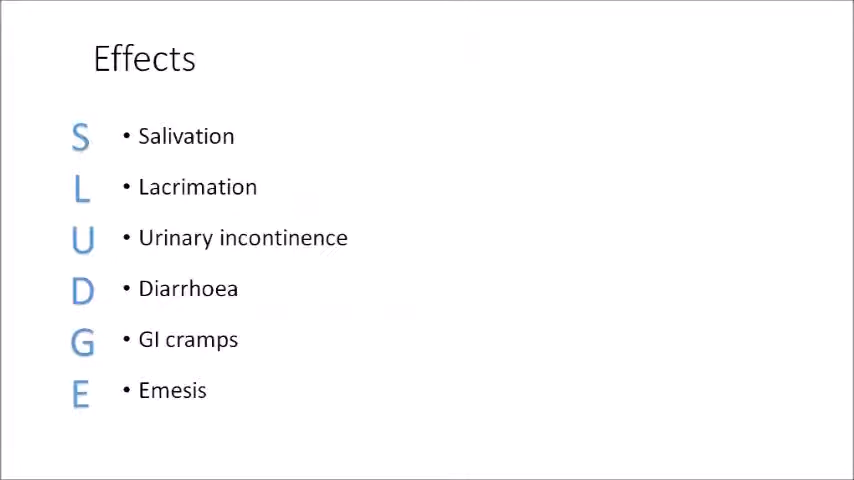 Effects
S • Salivation
L • Lacrimation
U • Urinary incontinence
D • Diarrhoea
G • GI cramps
E • Emesis